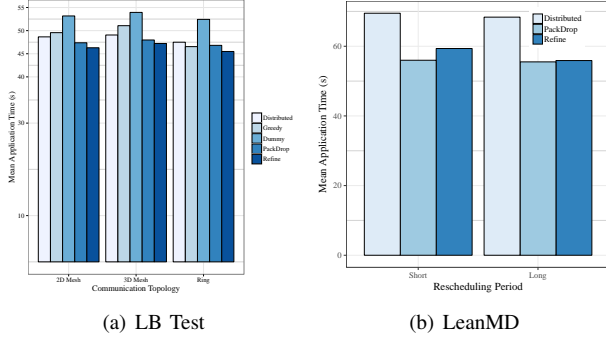 55
50
45
40
30
10
Mean Application Time (s)
2D Mesh
3D Mesh
Ring
Communication Topology
Distributed
Greedy
Dummy
PackDrop
Refine
(a) LB Test
60
40
20
0
Mean Application Time (s)
Short
Long
Rescheduling Period
Distributed
PackDrop
Refine
(b) LeanMD